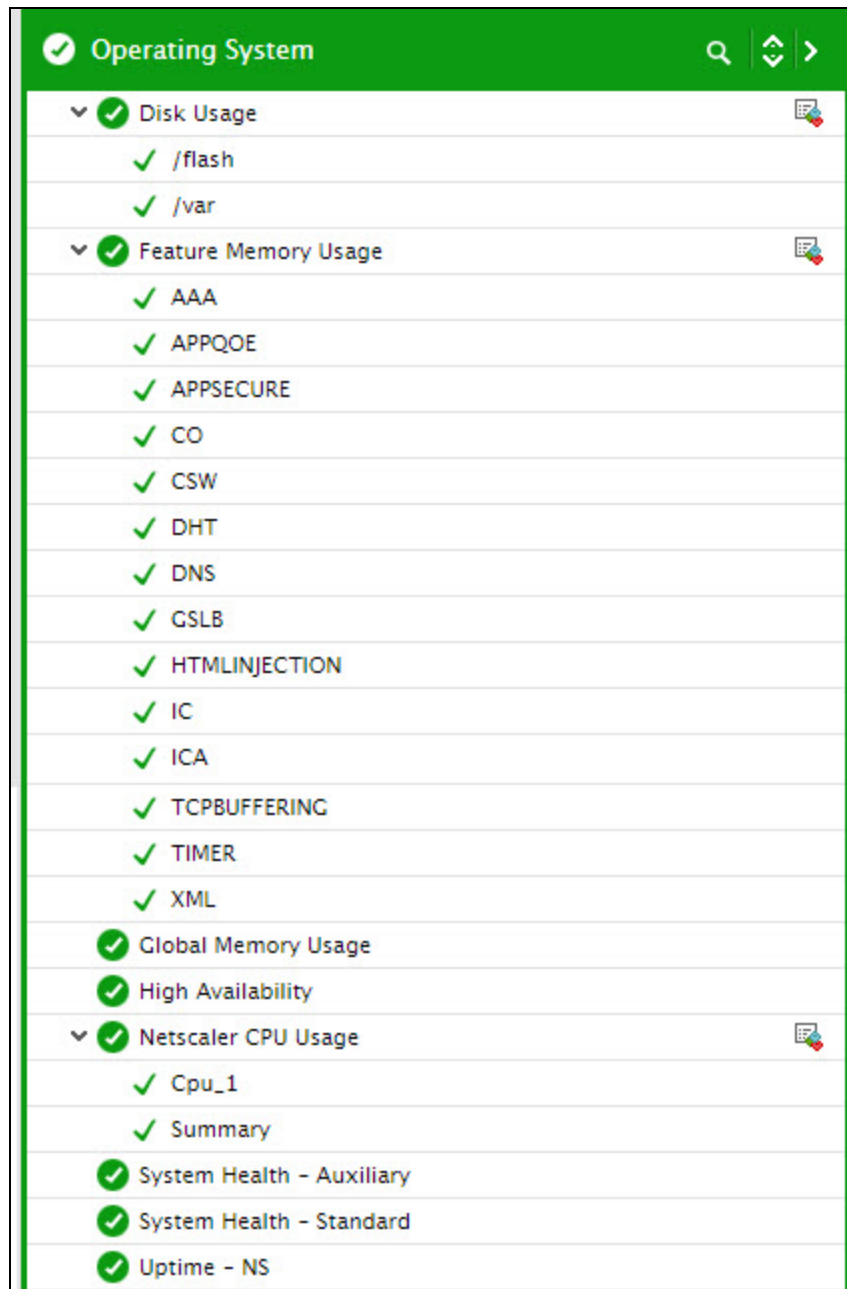 Operating System
Disk Usage
/flash
/var
Feature Memory Usage
AAA
APPQOE
APPSECURE
CO
CSW
DHT
DNS
GSLB
HTMLINJECTION
IC
ICA
TCPBUFFERING
TIMER
XML
Global Memory Usage
High Availability
Netscaler CPU Usage
Cpu_1
Summary
System Health - Auxiliary
System Health - Standard
Uptime - NS